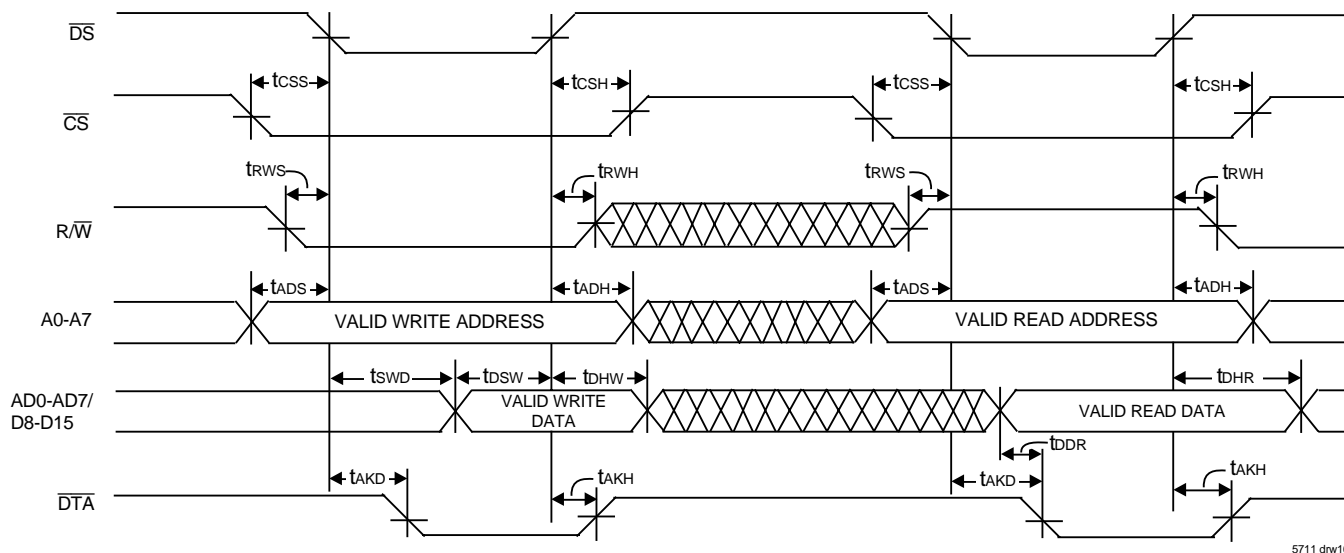 DS
tCSS tCSH tCSS tCSH
CS
tRWS tRWH tRWS tRWH
R/W
tADS tADH tADS tADH
A0-A7 VALID WRITE ADDRESS VALID READ ADDRESS
tSWD tDSW tDHW tDHR
AD0-AD7/
D8-D15
VALID WRITE
DATA
VALID READ DATA
tDDR
tAKD tAKH tAKD tAKH
DTA